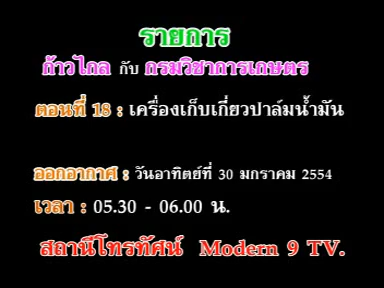 รายการ
ก้าวไกล กับ กรมวิชาการเกษตร
ตอนที่ 18 : เครื่องเก็บเกี่ยวปาล์มน้ำมัน
ออกอากาศ : วันอาทิตย์ที่ 30 มกราคม 2554
เวลา : 05.30 - 06.00 น.
สถานีโทรทัศน์ Modern 9 TV.